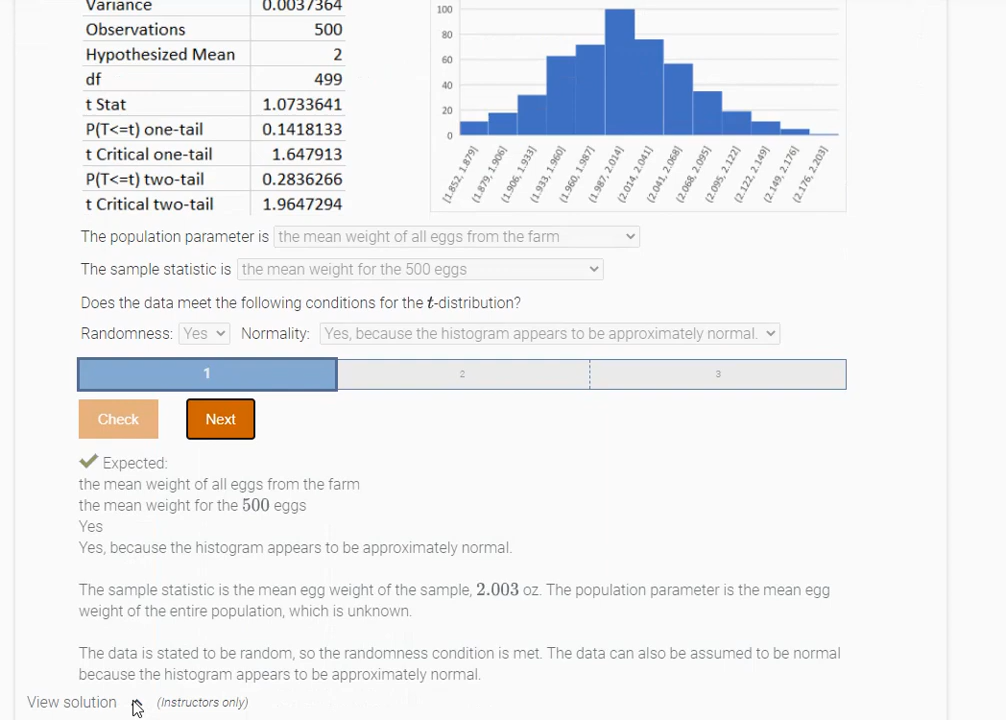 Variance 0.0037364
Observations 500
Hypothesized Mean 2
df 499
t Stat 1.0733641
P(T<=t) one-tail 0.1418133
t Critical one-tail 1.647913
P(T<=t) two-tail 0.2836266
t Critical two-tail 1.9647294
100
80
60
40
20
0
[1.852, 1.879]
(1.879, 1.906]
(1.906, 1.933]
(1.933, 1.960]
(1.960, 1.987]
(1.987, 2.014]
(2.014, 2.041]
(2.041, 2.068]
(2.068, 2.095]
(2.095, 2.122]
(2.122, 2.149]
(2.149, 2.176]
(2.176, 2.203]
The population parameter is the mean weight of all eggs from the farm
The sample statistic is the mean weight for the 500 eggs
Does the data meet the following conditions for the t-distribution?
Randomness: Yes Normality: Yes, because the histogram appears to be approximately normal.
1 2 3
Check Next
Expected:
the mean weight of all eggs from the farm
the mean weight for the 500 eggs
Yes
Yes, because the histogram appears to be approximately normal.
The sample statistic is the mean egg weight of the sample, 2.003 oz. The population parameter is the mean egg
weight of the entire population, which is unknown.
The data is stated to be random, so the randomness condition is met. The data can also be assumed to be normal
because the histogram appears to be approximately normal.
View solution (Instructors only)